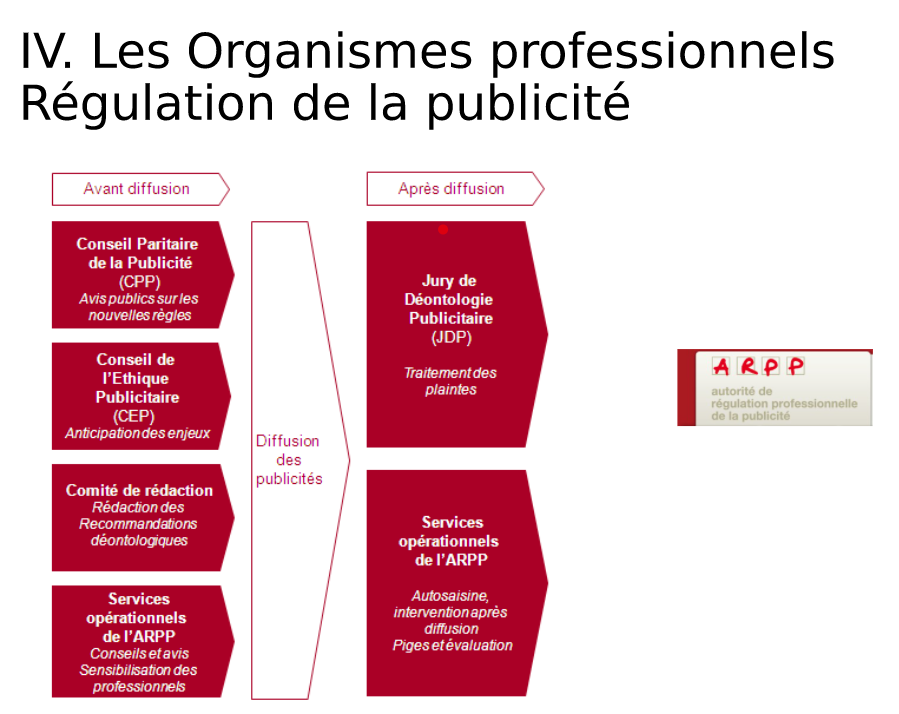 IV. Les Organismes professionnels
Régulation de la publicité
Avant diffusion
Conseil Paritaire
de la Publicité
(CPP)
Avis publics sur les
nouvelles règles
Conseil de
l'Ethique
Publicitaire
(CEP)
Anticipation des enjeux
Comité de rédaction
Rédaction des
Recommandations
déontologiques
Services
opérationnels
de l'ARPP
Conseils et avis
Sensibilisation des
professionnels
Diffusion
des
publicités
Après diffusion
Jury de
Déontologie
Publicitaire
(JDP)
Traitement des
plaintes
Services
opérationnels
de l'ARPP
Autosaisine,
intervention après
diffusion
Piges et évaluation
ARPP
autorité de
régulation professionnelle
de la publicité